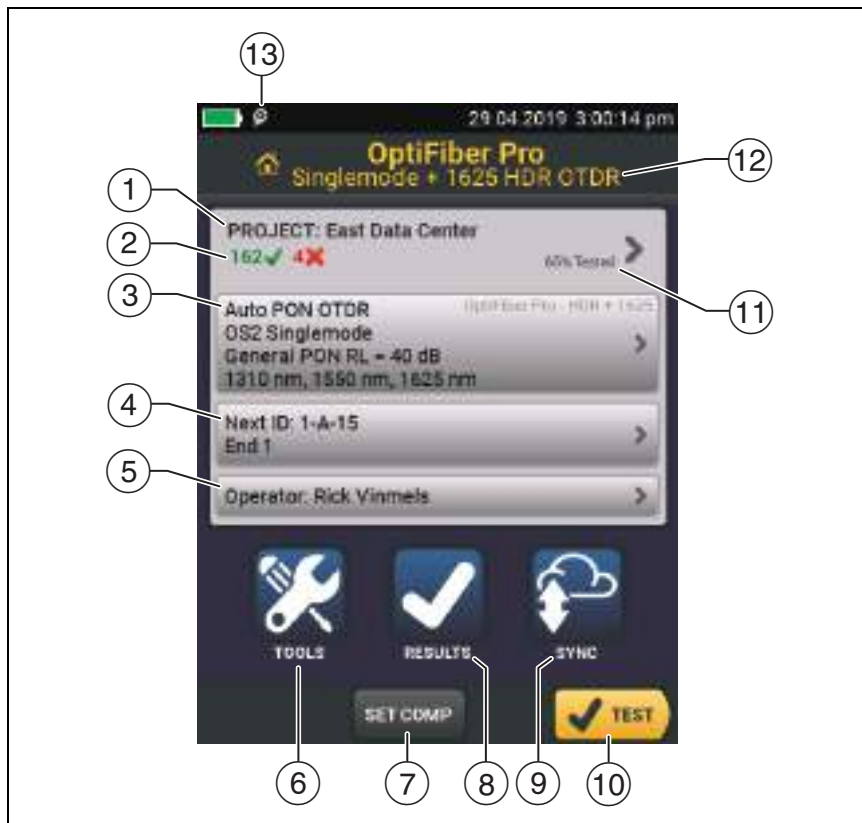 13
29 04 2019 3:00:14 pm
OptiFiber Pro
Singlemode + 1625 HDR OTDR
12
1
PROJECT: East Data Center
2
162 4
Tested
11
3
Auto PON OTDR
OptiFiber Pro - HDR + 1625
OS2 Singlemode
General PON RL = 40 dB
1310 nm, 1550 nm, 1625 nm
4
Next ID: 1-A-15
End 1
5
Operator: Rick Vinmels
TOOLS
RESULTS
SYNC
SET COMP
TEST
6
7
8
9
10